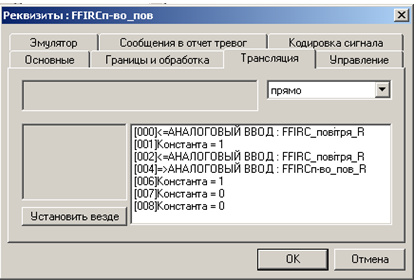 Реквизиты : FFIRCп-во_пов
Эмулятор Сообщения в отчет тревог Кодировка сигнала
Основные Границы и обработка Трансляция Управление
прямо
[000]<=АНАЛОГОВЫЙ ВВОД : FFIRC_повітря_R
[001]Константа = 1
[002]<=АНАЛОГОВЫЙ ВВОД : FFIRC_повітря_R
[004]=>АНАЛОГОВЫЙ ВВОД : FFIRCп-во_пов_R
[006]Константа = 1
[007]Константа = 0
[008]Константа = 0
Установить везде
OK Отмена